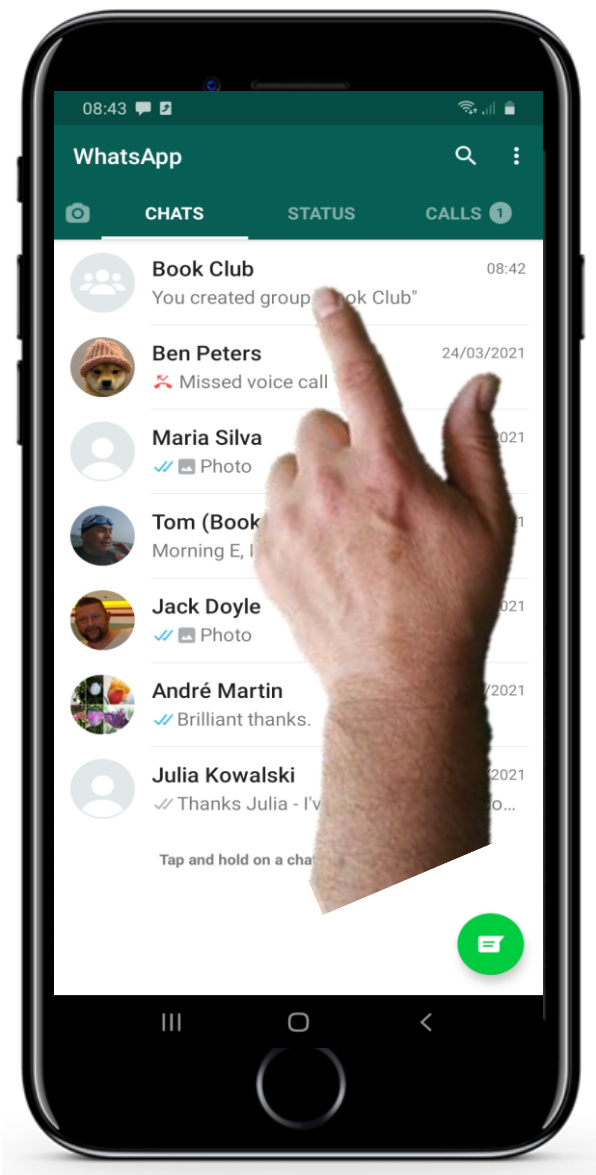 08:43
WhatsApp
CHATS STATUS CALLS 1
Book Club 08:42
You created group Club"
Ben Peters 24/03/2021
Missed voice call
Maria Silva 2021
Photo
Tom (Book
Morning E,
Jack Doyle 021
Photo
André Martin /2021
Brilliant thanks.
Julia Kowalski 2021
Thanks Julia - I'v o...
Tap and hold on a cha